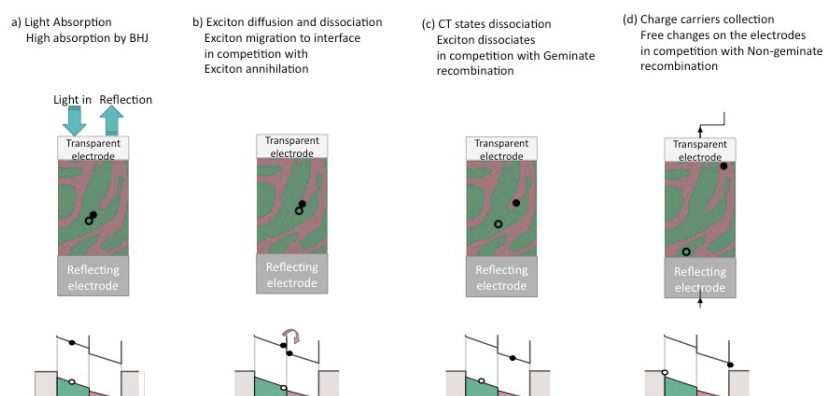 a) Light Absorption
High absorption by BHJ
Light in Reflection
Transparent
electrode
Reflecting
electrode
b) Exciton diffusion and dissociation
Exciton migration to interface
in competition with
Exciton annihilation
Transparent
electrode
Reflecting
electrode
(c) CT states dissociation
Exciton dissociates
in competition with Geminate
recombination
Transparent
electrode
Reflecting
electrode
(d) Charge carriers collection
Free changes on the electrodes
in competition with Non-geminate
recombination
Transparent
electrode
Reflecting
electrode